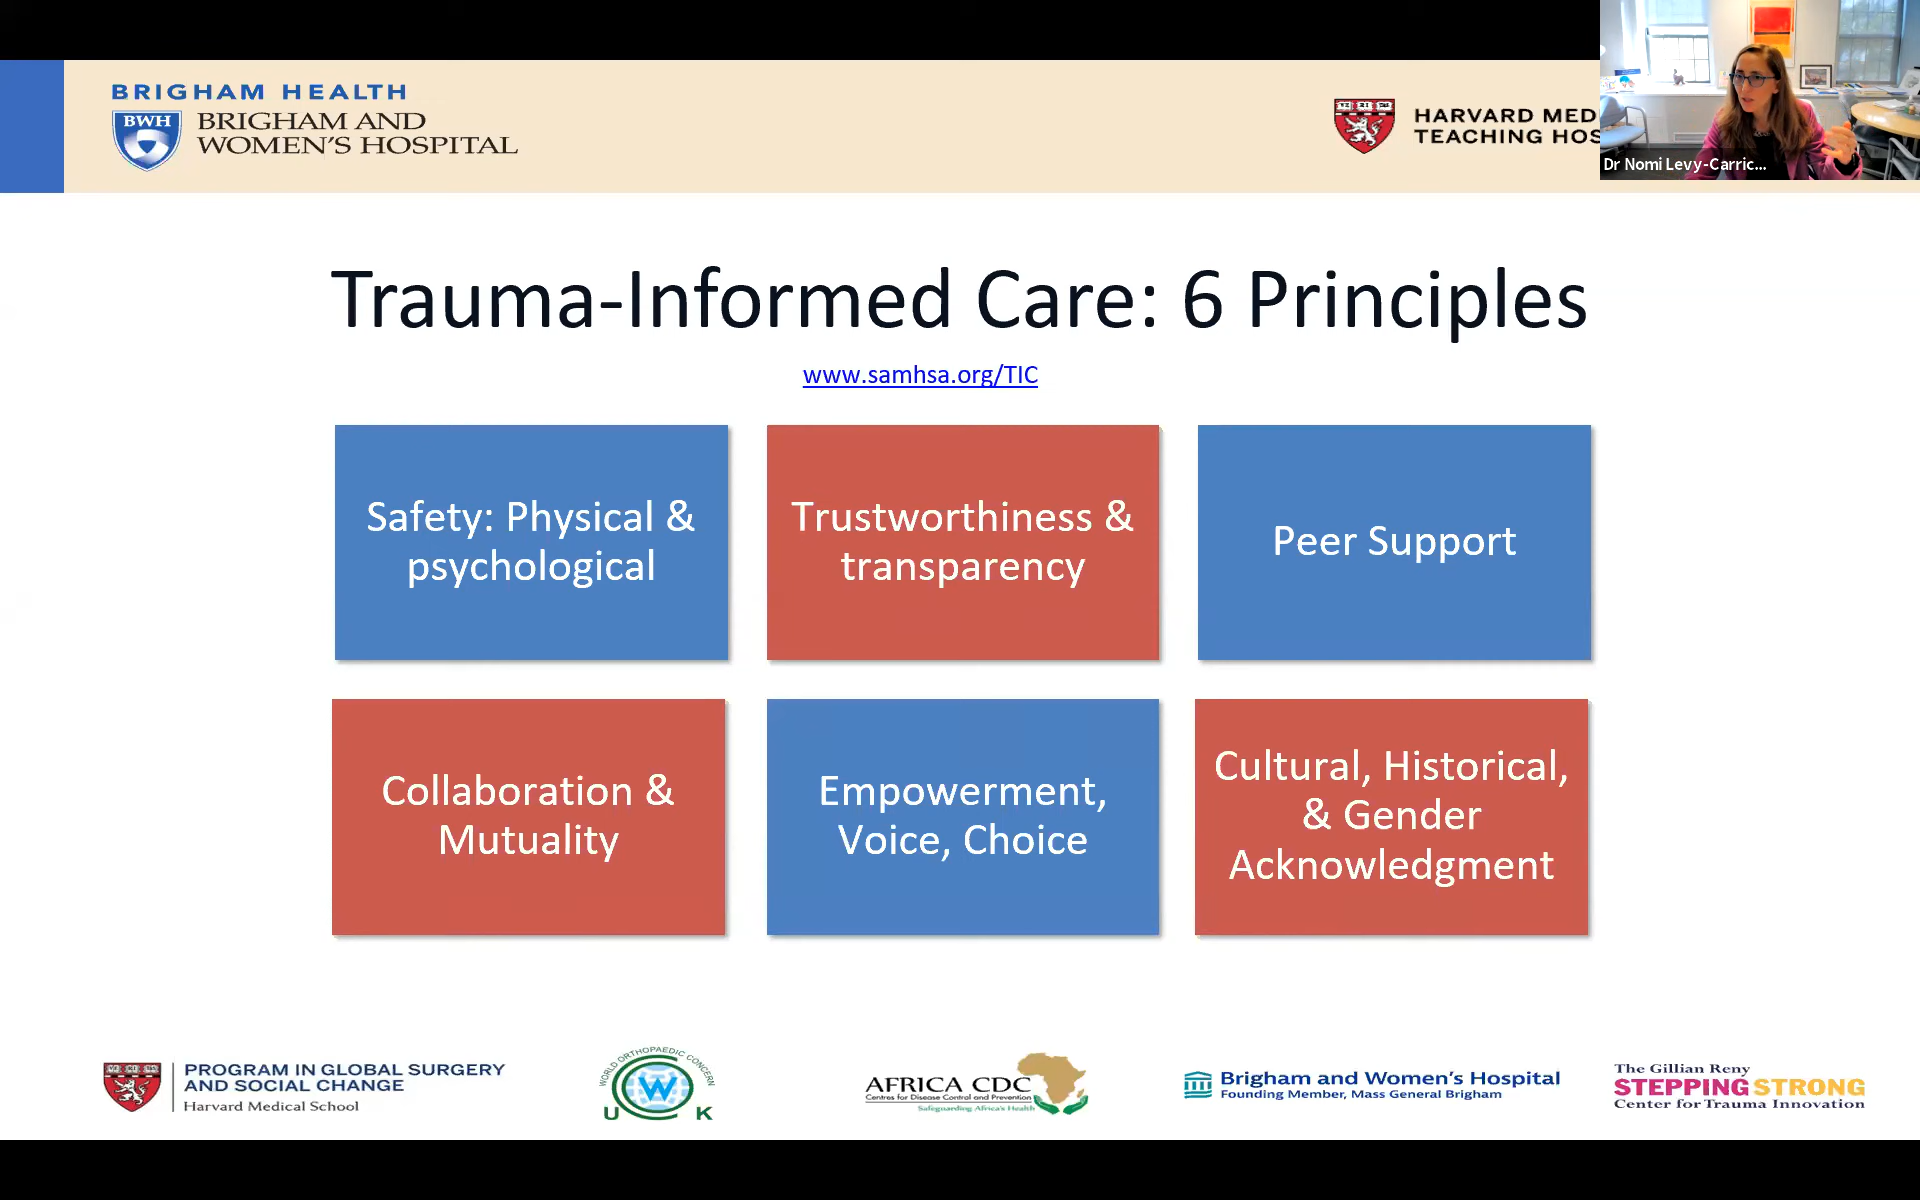 BRIGHAM HEALTH
BWH
BRIGHAM AND
WOMEN'S HOSPITAL
HARVARD MED
TEACHING HOS
Dr Nomi Levy-Carric...
Trauma-Informed Care: 6 Principles
www.samhsa.org/TIC
Safety: Physical &
psychological
Trustworthiness &
transparency
Peer Support
Collaboration &
Mutuality
Empowerment,
Voice, Choice
Cultural, Historical,
& Gender
Acknowledgment
PROGRAM IN GLOBAL SURGERY
AND SOCIAL CHANGE
Harvard Medical School
WORLD ORTHOPAEDIC CONCERN
W
U K
AFRICA CDC
Centres for Disease Control and Prevention
Safeguarding Africa's Health
Brigham and Women's Hospital
Founding Member, Mass General Brigham
The Gillian Reny
STEPPING STRONG
Center for Trauma Innovation